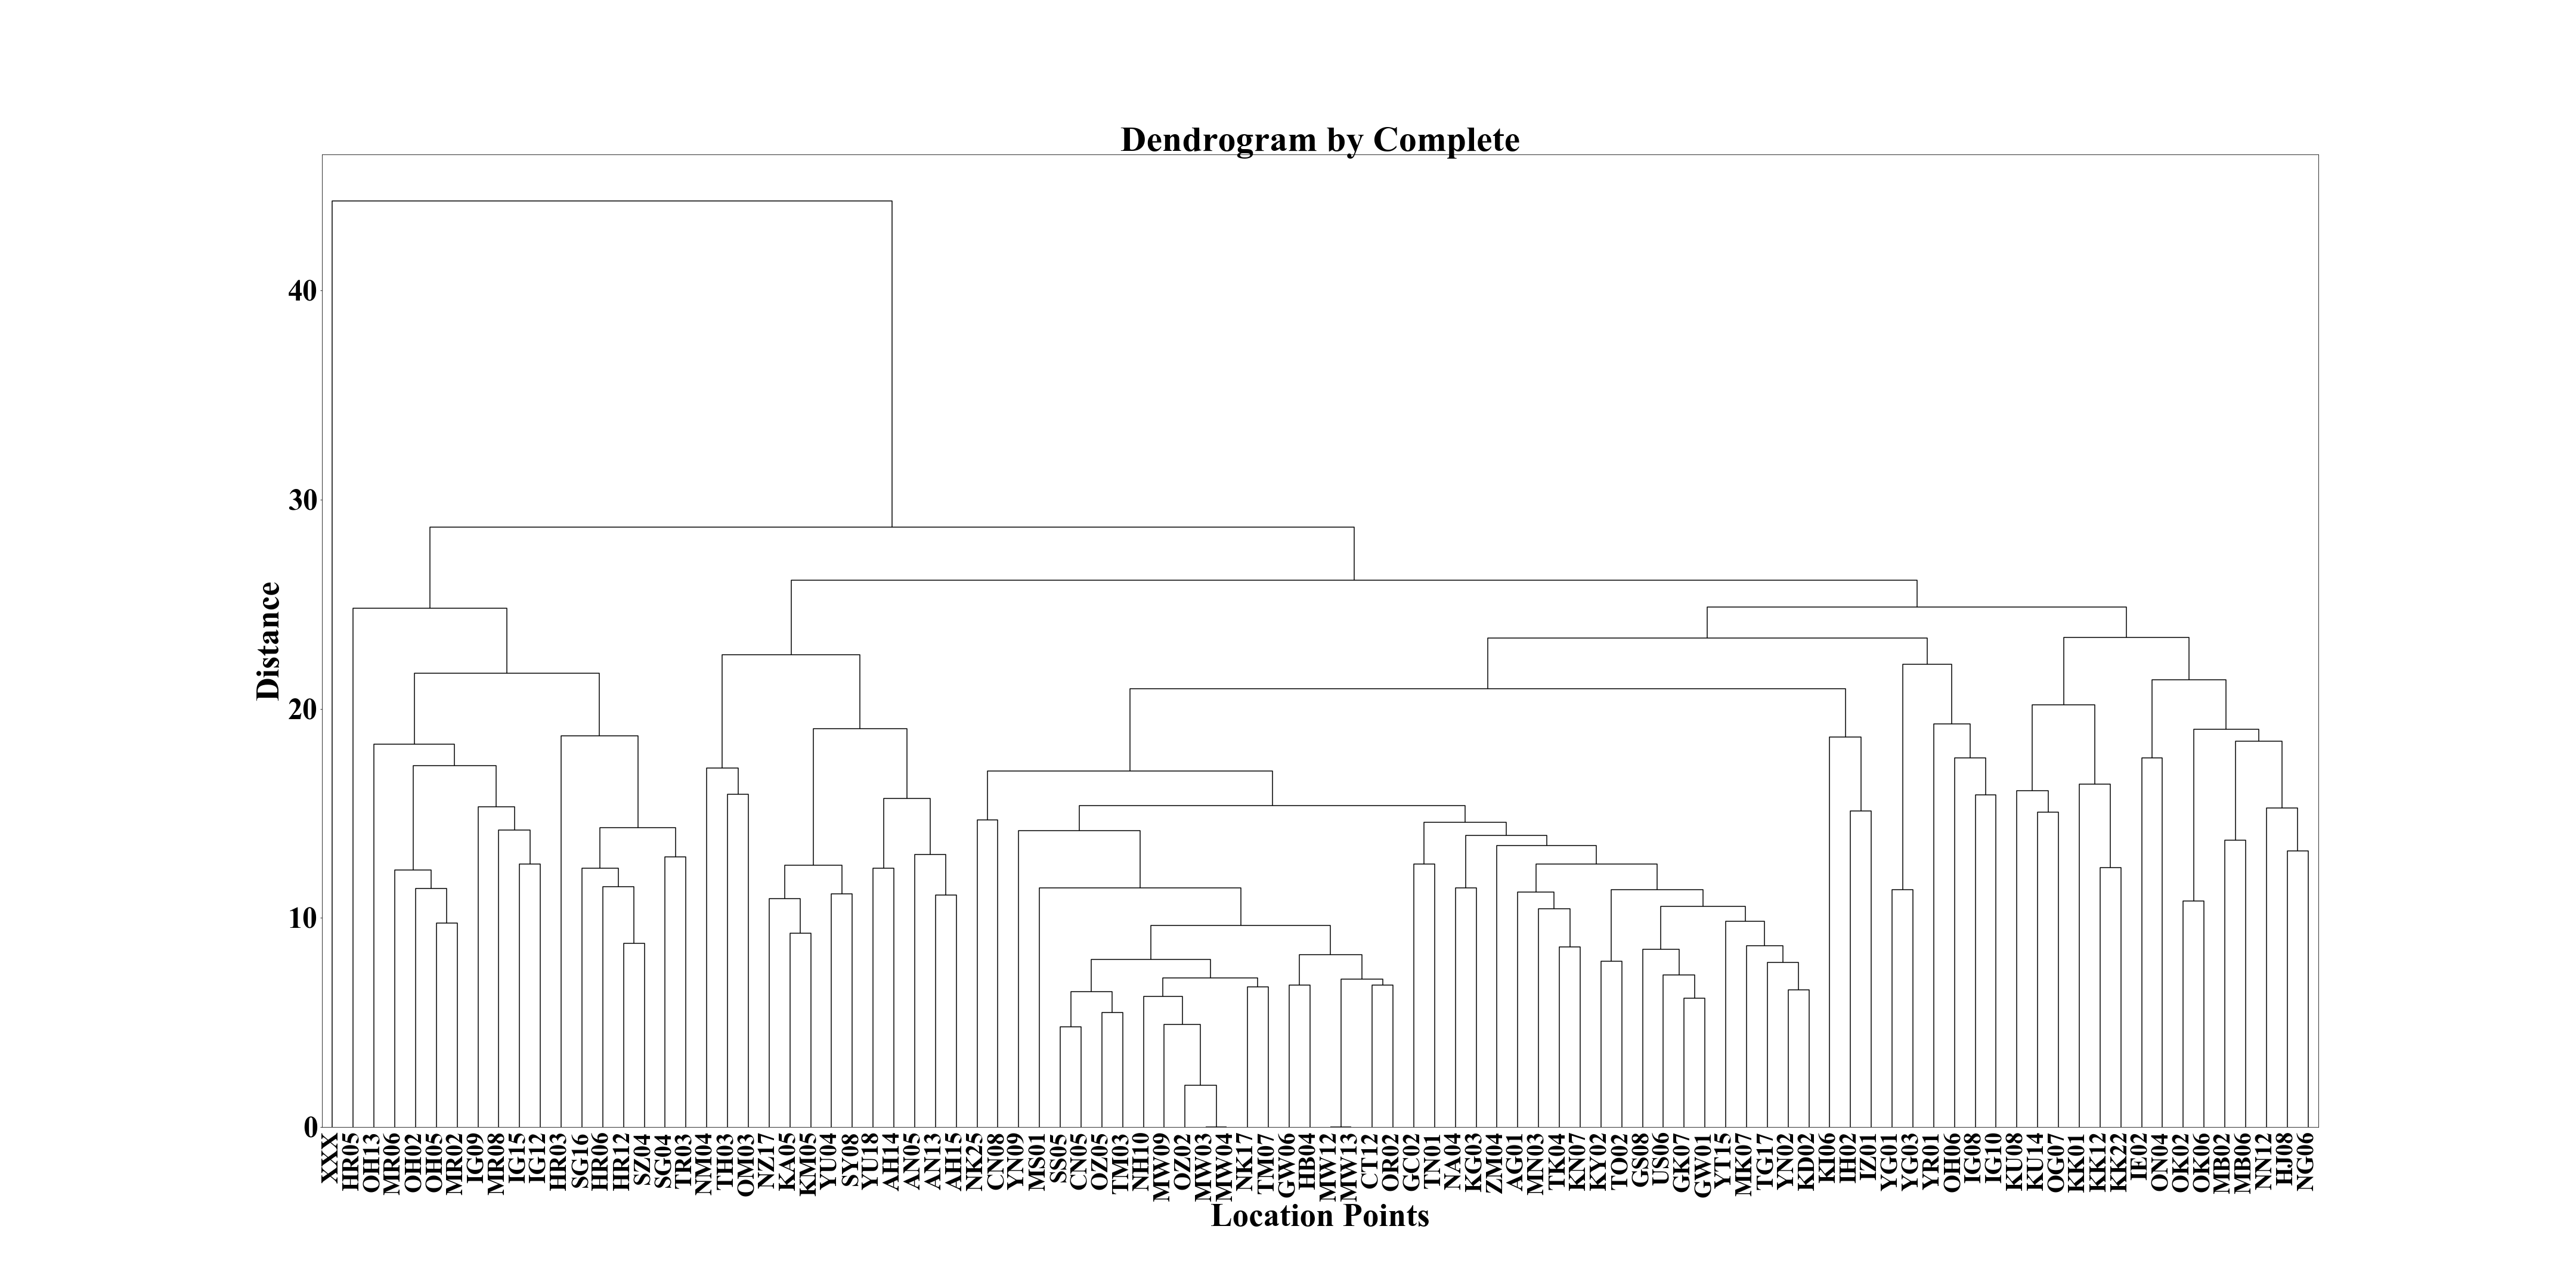 Dendrogram by Complete
40
30
20
10
0
Distance
XXX HR05 OH13 MR06 OH02 OH05 MR02 IG09 MR08 IG15 IG12 HR03 SG16 HR06 HR12 SZ04 SG04 TR03 NM04 TH03 OM03 NZ17 KA05 KM05 YU04 SY08 YU18 AH14 AN05 AN13 AH15 NK25 CN08 YN09 MS01 SS05 CN05 OZ05 TM03 NH10 MW09 OZ02 MW03 MW04 NK17 TM07 GW06 HB04 MW12 MW13 CT12 OR02 GC02 TN01 NA04 KG03 ZM04 AG01 MN03 TK04 KN07 KY02 TO02 GS08 US06 GK07 GW01 YT15 MK07 TG17 YN02 KD02 KI06 IH02 IZ01 YG01 YG03 YR01 OH06 IG08 IG10 KU08 KU14 OG07 KK01 KK12 KK22 IE02 ON04 OK02 OK06 MB02 MB06 NN12 HJ08 NG06
Location Points